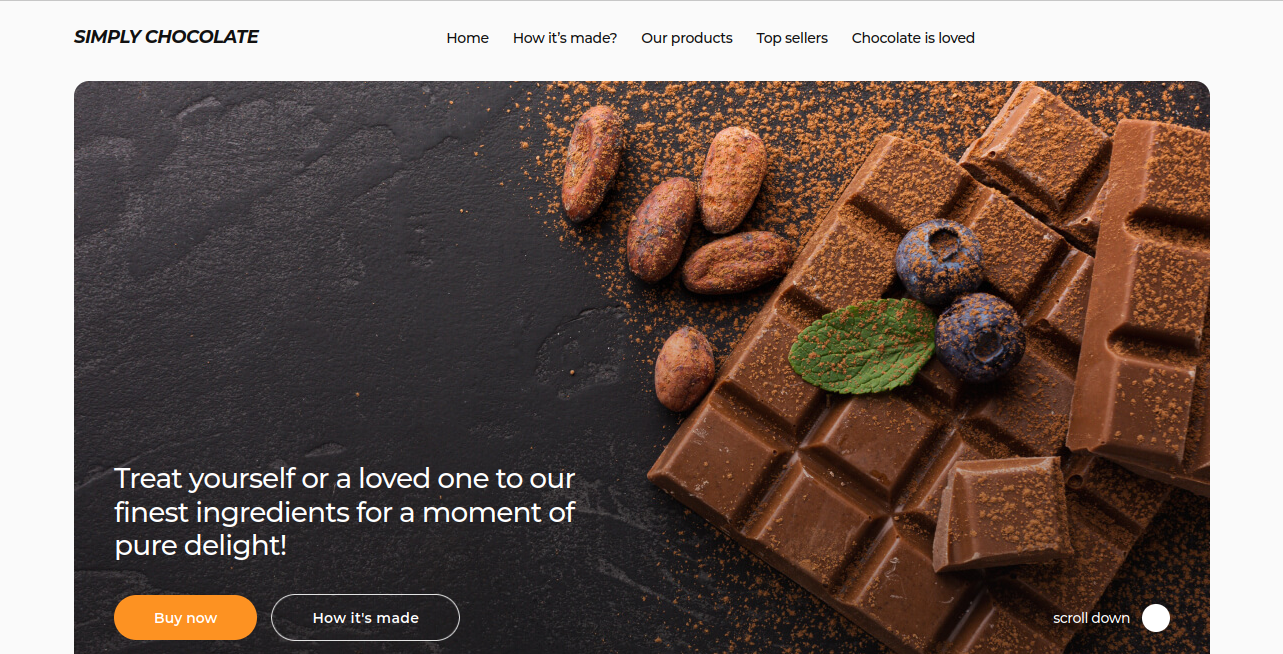 SIMPLY CHOCOLATE
Home How it’s made? Our products Top sellers Chocolate is loved
Treat yourself or a loved one to our
finest ingredients for a moment of
pure delight!
Buy now How it's made scroll down